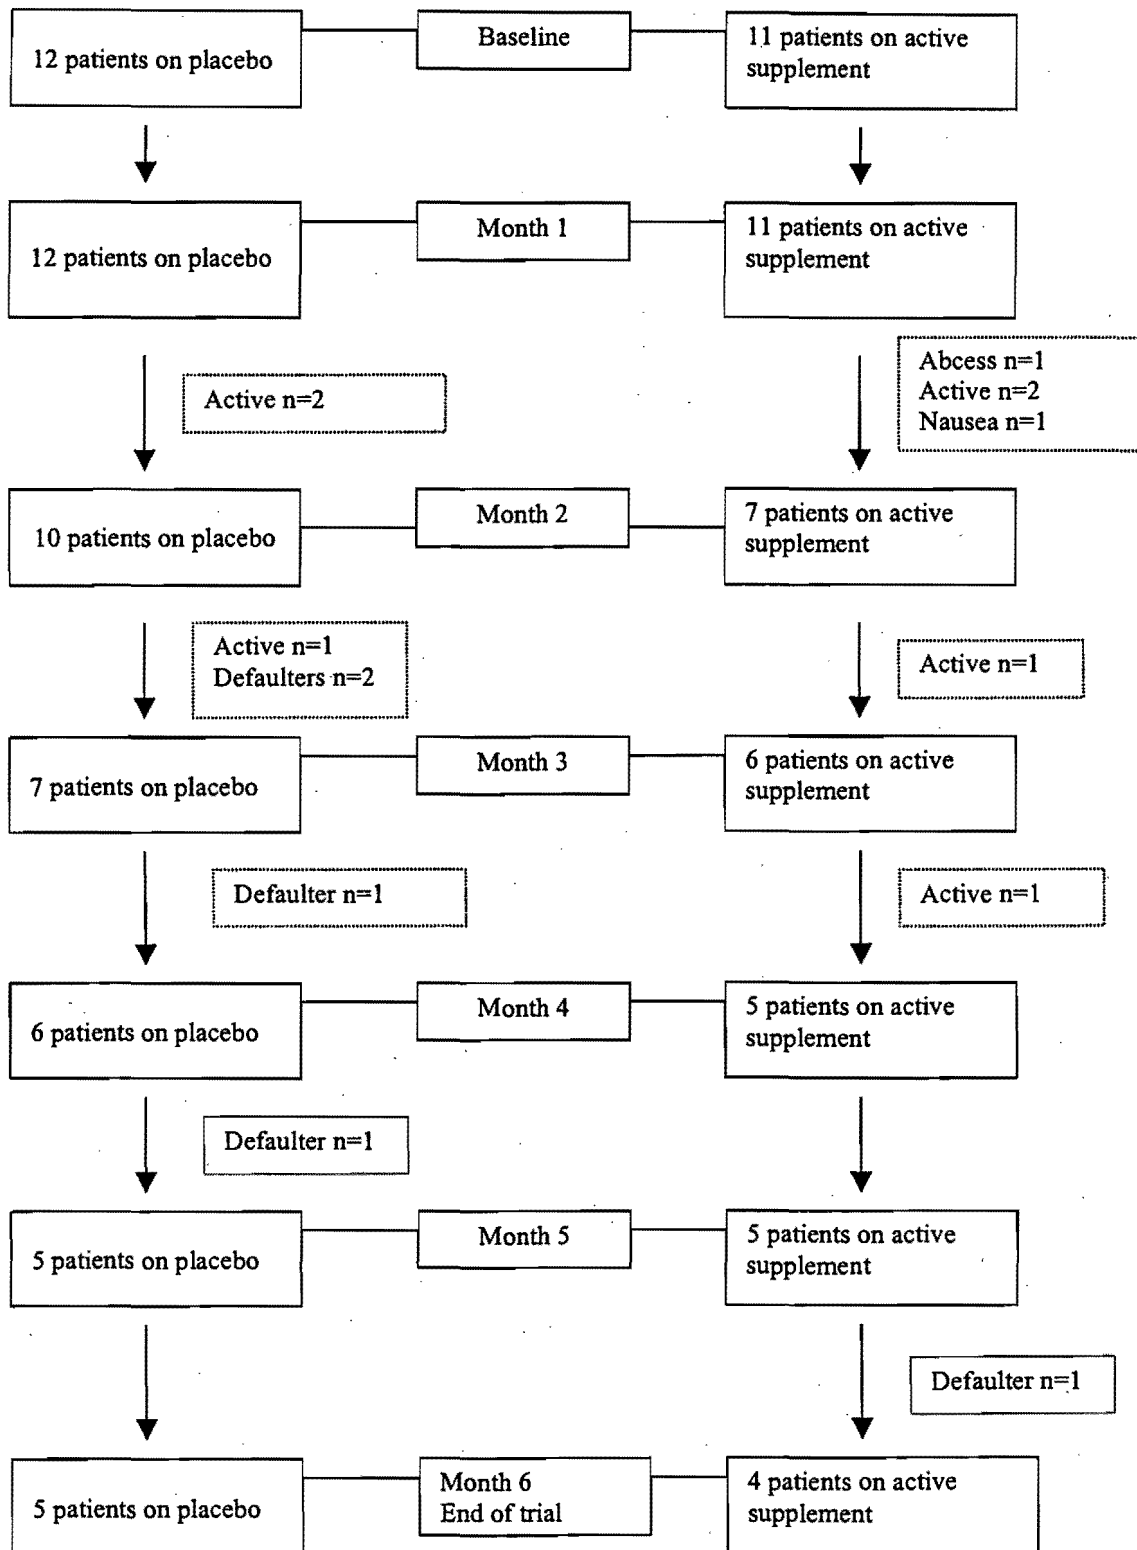 12 patients on placebo
Baseline
11 patients on active
supplement
12 patients on placebo
Month 1
11 patients on active
supplement
Active n=2
Abcess n=1
Active n=2
Nausea n=1
10 patients on placebo
Month 2
7 patients on active
supplement
Active n=1
Defaulters n=2
Active n=1
7 patients on placebo
Month 3
6 patients on active
supplement
Defaulter n=1
Active n=1
6 patients on placebo
Month 4
5 patients on active
supplement
Defaulter n=1
5 patients on placebo
Month 5
5 patients on active
supplement
Defaulter n=1
5 patients on placebo
Month 6
End of trial
4 patients on active
supplement